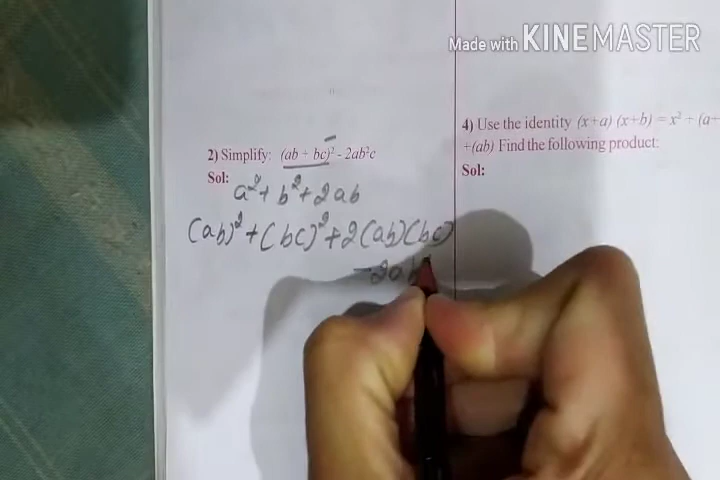 Made with KINEMASTER
2) Simplify: (ab + bc)² - 2ab²c
Sol:
a² + b² + 2ab
(ab)² + (bc)² + 2(ab)(bc)
- 2ab
4) Use the identity (x+a) (x+b) = x² + (a+
+(ab) Find the following product:
Sol: